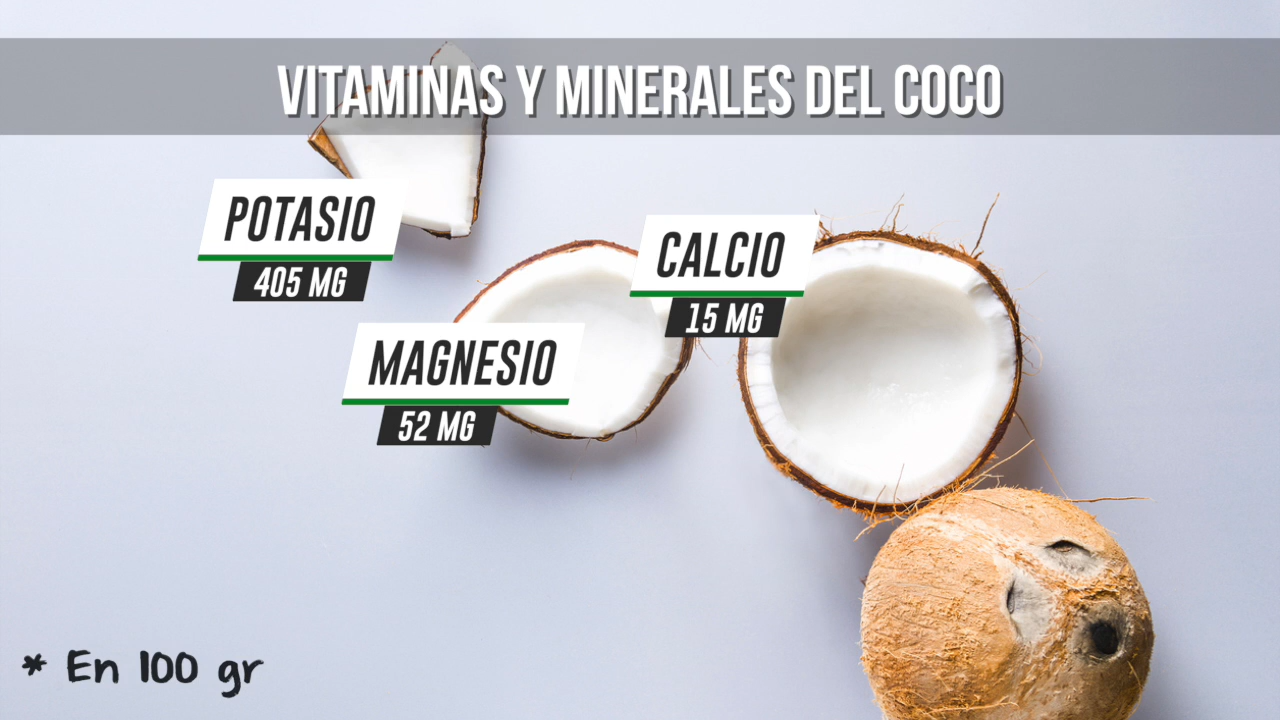 VITAMINAS Y MINERALES DEL COCO
POTASIO
405 MG
CALCIO
15 MG
MAGNESIO
52 MG
* En 100 gr